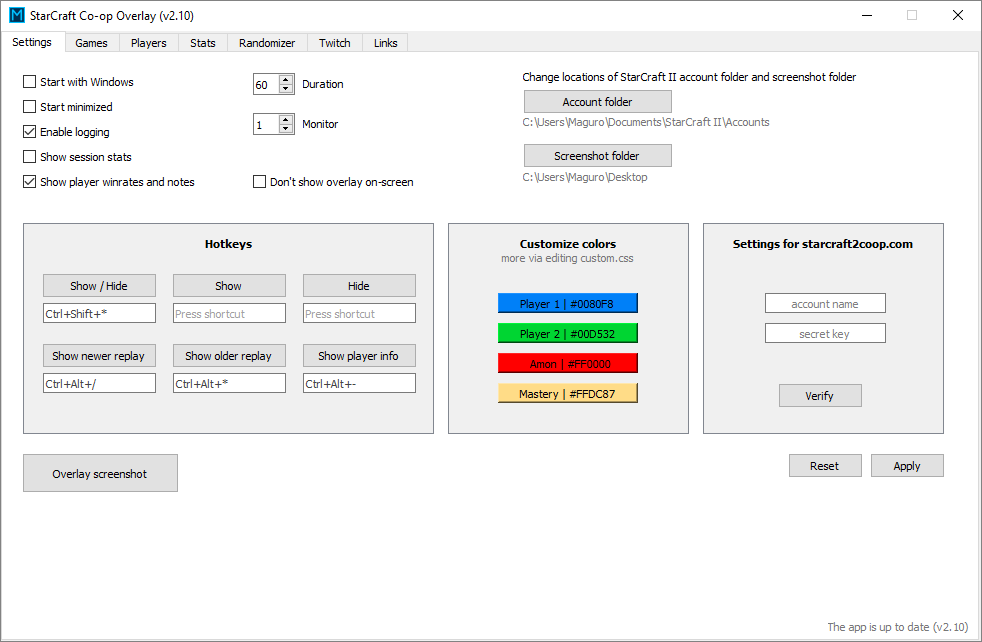 StarCraft Co-op Overlay (v2.10)
Settings Games Players Stats Randomizer Twitch Links
Start with Windows
Start minimized
Enable logging
Show session stats
Show player winrates and notes
60 Duration
1 Monitor
Don't show overlay on-screen
Change locations of StarCraft II account folder and screenshot folder
Account folder
C:\Users\Maguro\Documents\StarCraft II\Accounts
Screenshot folder
C:\Users\Maguro\Desktop
Hotkeys
Show / Hide Show Hide
Ctrl+Shift+* Press shortcut Press shortcut
Show newer replay Show older replay Show player info
Ctrl+Alt+/ Ctrl+Alt+* Ctrl+Alt+-
Customize colors
more via editing custom.css
Player 1 | #0080F8
Player 2 | #00D532
Amon | #FF0000
Mastery | #FFDC87
Settings for starcraft2coop.com
account name
secret key
Verify
Overlay screenshot
Reset Apply
The app is up to date (v2.10)